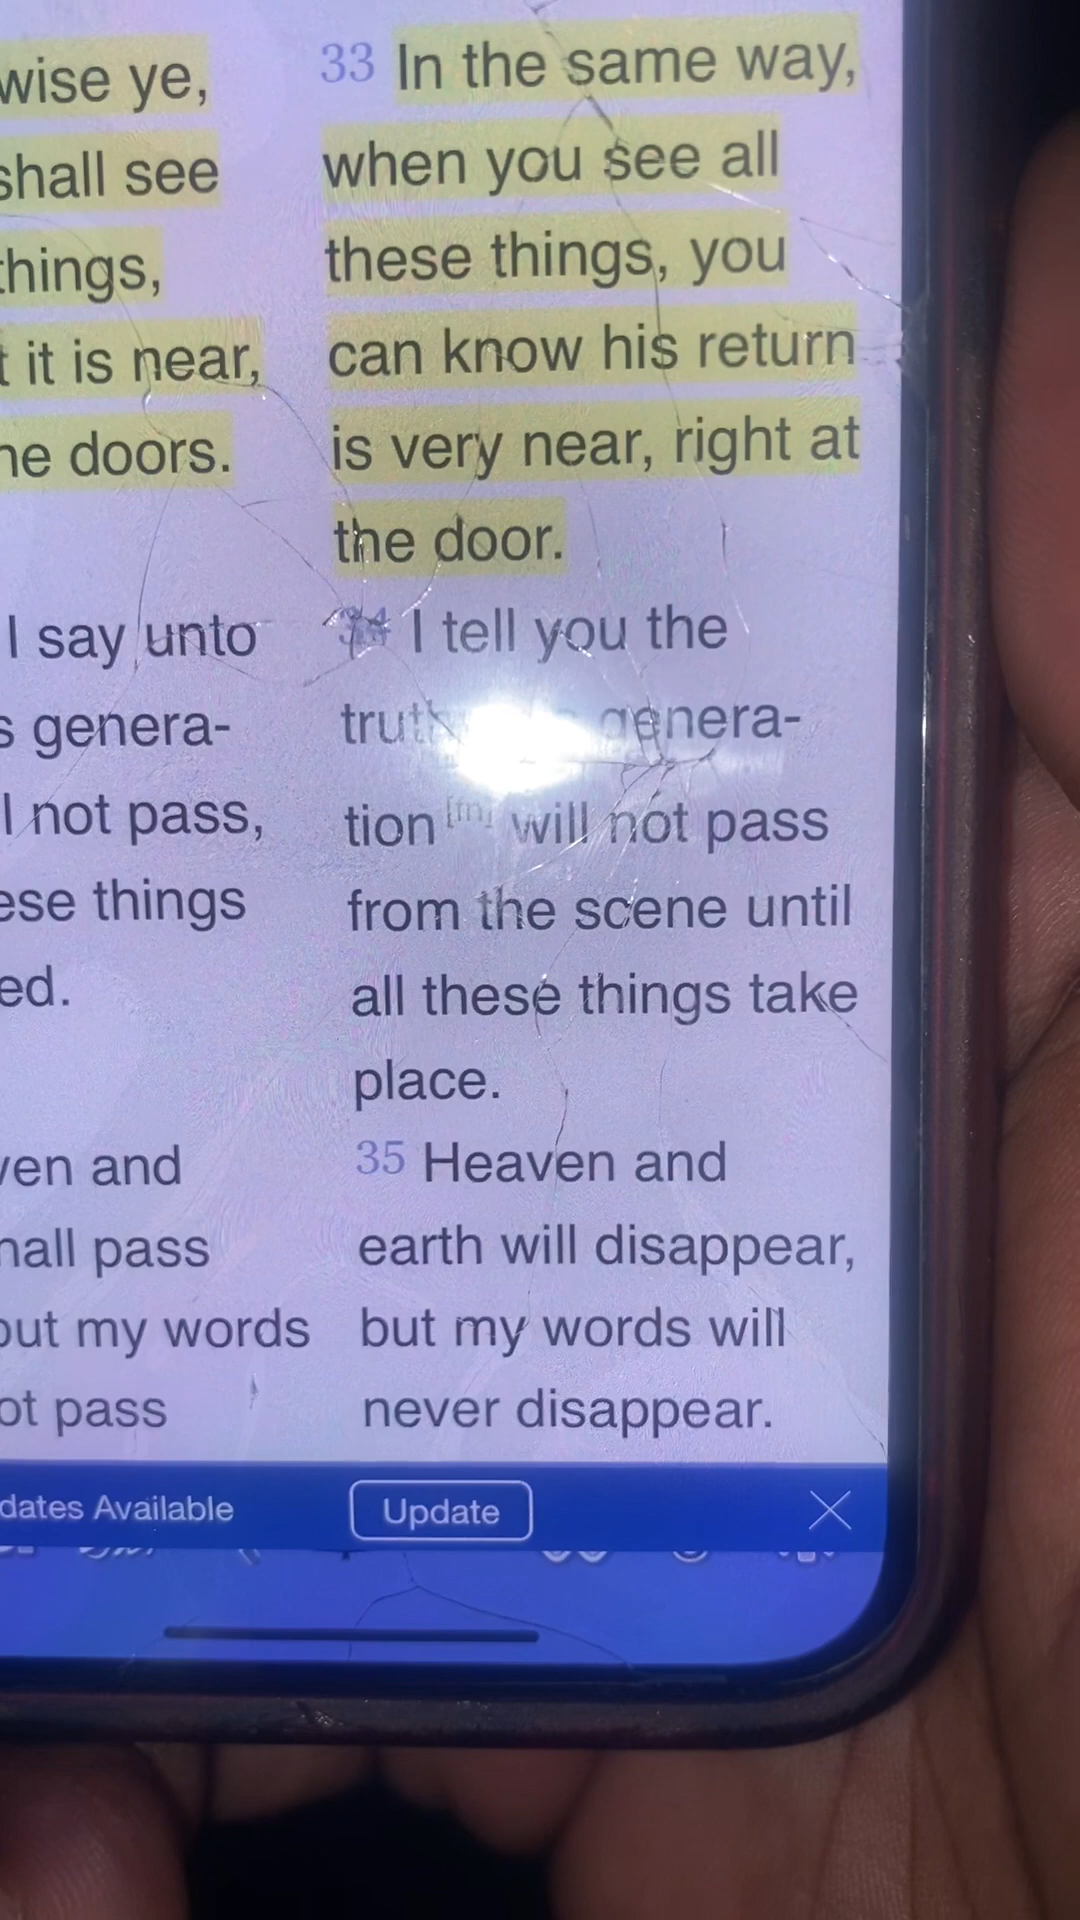 wise ye,
shall see
things,
t it is near,
he doors.
I say unto
s genera-
l not pass,
ese things
ed.
ven and
hall pass
but my words
ot pass
33 In the same way,
when you see all
these things, you
can know his return
is very near, right at
the door.
34 I tell you the
genera-
tion [m] will not pass
from the scene until
all these things take
place.
35 Heaven and
earth will disappear,
but my words will
never disappear.
dates Available
Update